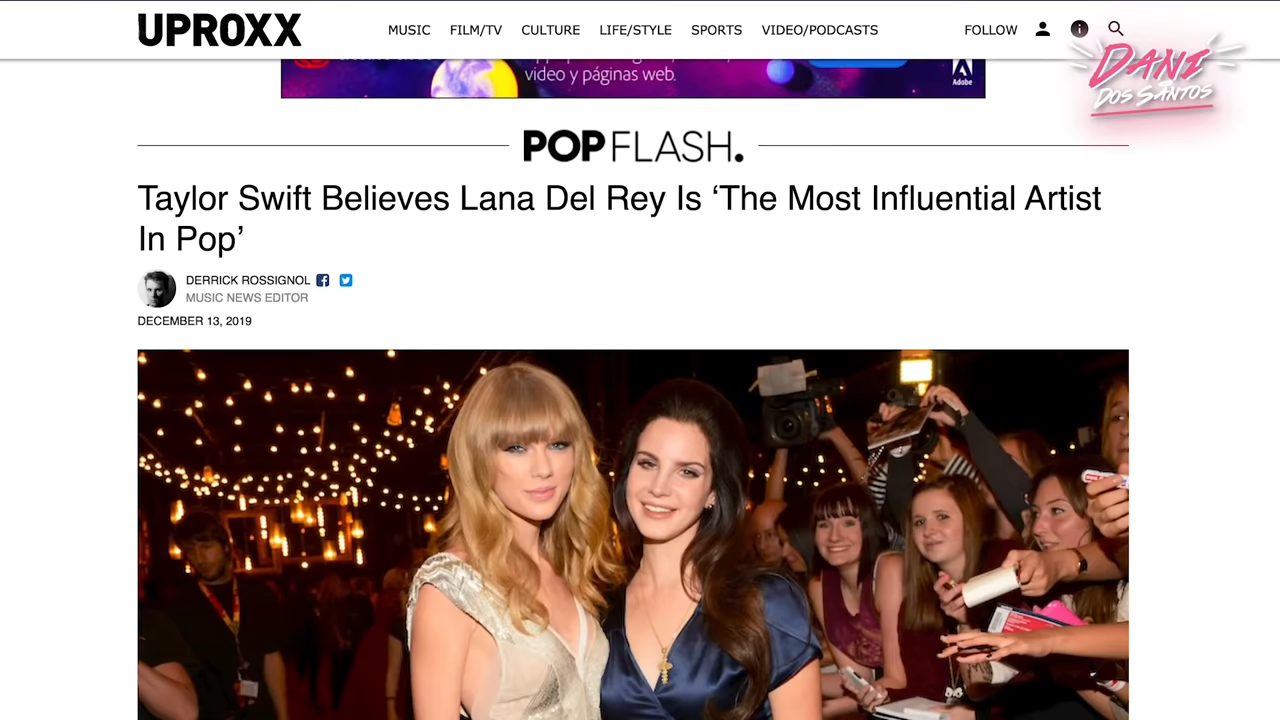 UPROXX
MUSIC FILM/TV CULTURE LIFE/STYLE SPORTS VIDEO/PODCASTS FOLLOW
DANI
DOS SANTOS
video y páginas web.
Adobe
POP FLASH.
Taylor Swift Believes Lana Del Rey Is ‘The Most Influential Artist
In Pop’
DERRICK ROSSIGNOL
MUSIC NEWS EDITOR
DECEMBER 13, 2019